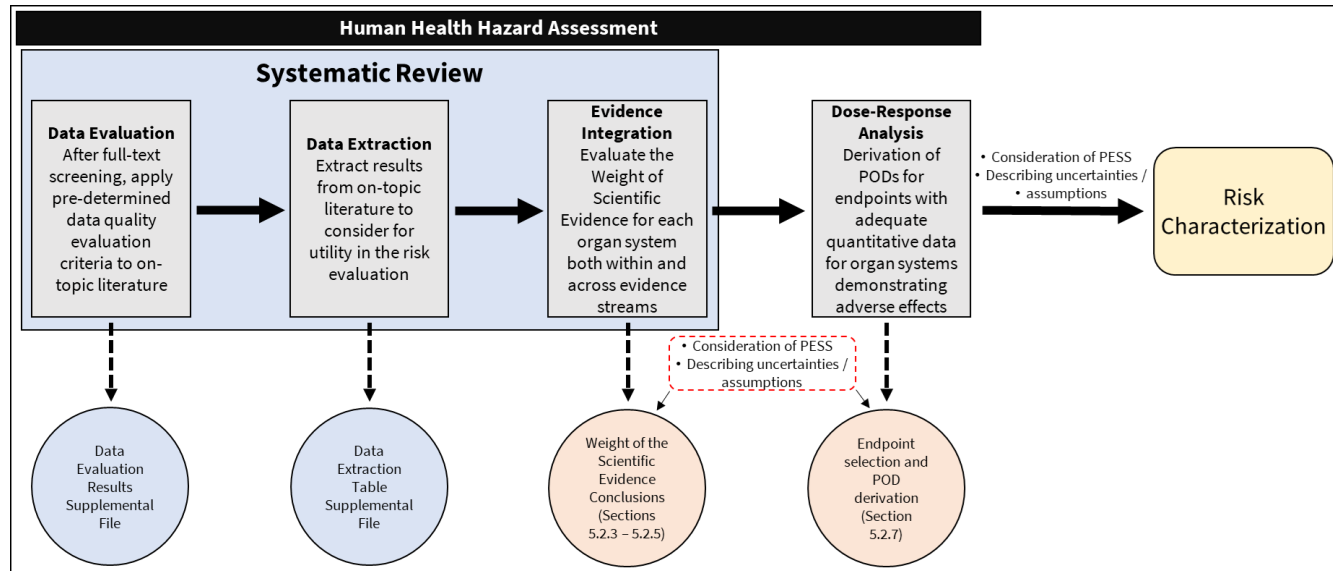 Human Health Hazard Assessment
Systematic Review
Data Evaluation
After full-text
screening, apply
pre-determined
data quality
evaluation
criteria to on-
topic literature
Data Extraction
Extract results
from on-topic
literature to
consider for
utility in the risk
evaluation
Evidence
Integration
Evaluate the
Weight of
Scientific
Evidence for each
organ system
both within and
across evidence
streams
Dose-Response
Analysis
Derivation of
PODs for
endpoints with
adequate
quantitative data
for organ systems
demonstrating
adverse effects
• Consideration of PESS
• Describing uncertainties /
• assumptions
Risk
Characterization
• Consideration of PESS
• Describing uncertainties /
assumptions
Data
Evaluation
Results
Supplemental
File
Data
Extraction
Table
Supplemental
File
Weight of the
Scientific
Evidence
Conclusions
(Sections
5.2.3 – 5.2.5)
Endpoint
selection and
POD
derivation
(Section
5.2.7)